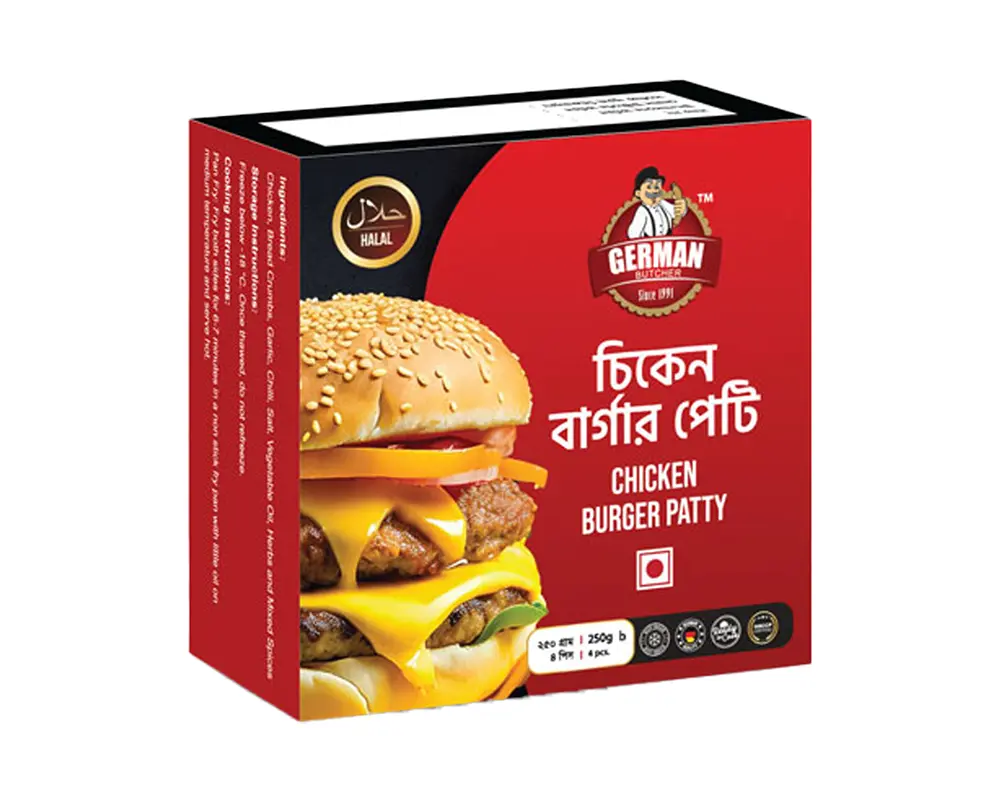 حلال
HALAL
TM
GERMAN
BUTCHER
Since 1991
চিকেন
বার্গার পেটি
CHICKEN
BURGER PATTY
২৫০ গ্রাম | 250g b
৪ পিস | 4 pcs.
HACCP
Ingredients:
Chicken, Bread Crumbs, Garlic, Chilli, Salt, Vegetable Oil, Herbs and Mixed Spices
Storage Instructions:
Freeze below -18 °C. Once thawed, do not refreeze.
Cooking Instructions:
Pan Fry: Fry both sides for 6-7 minutes in a non stick fry pan with little oil on
medium temperature and serve hot.